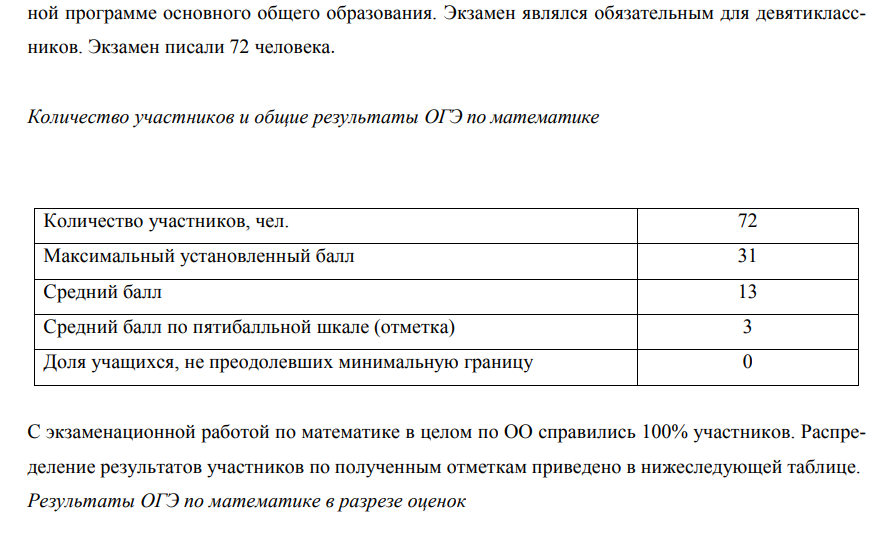 ной программе основного общего образования. Экзамен являлся обязательным для девятикласс-
ников. Экзамен писали 72 человека.
Количество участников и общие результаты ОГЭ по математике
Количество участников, чел. 72
Максимальный установленный балл 31
Средний балл 13
Средний балл по пятибалльной шкале (отметка) 3
Доля учащихся, не преодолевших минимальную границу 0
С экзаменационной работой по математике в целом по ОО справились 100% участников. Распре-
деление результатов участников по полученным отметкам приведено в нижеследующей таблице.
Результаты ОГЭ по математике в разрезе оценок